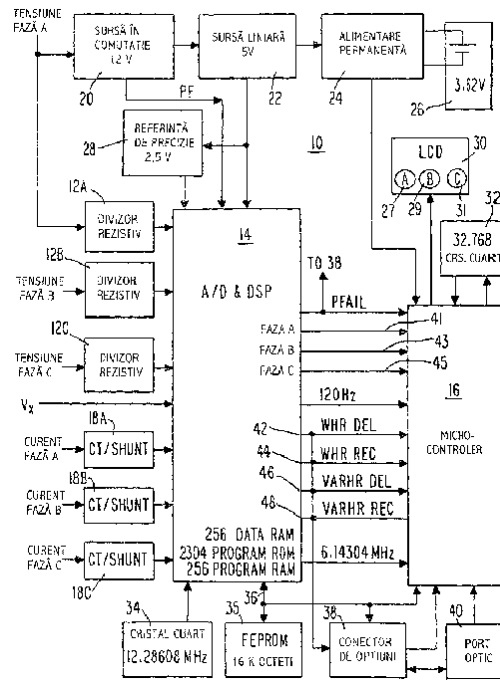 TENSIUNE
FAZĂ A
SURSĂ ÎN
COMUTAȚIE
12 V
20
SURSĂ LINIARĂ
5V
22
ALIMENTARE
PERMANENTĂ
24
3.62V
26
PF
28
REFERINȚĂ
DE PRECIZIE
2,5 V
10
LCD
30
A
B
C
27
29
31
32
32.768
CRS. CUARȚ
12A
DIVIZOR
REZISTIV
12B
TENSIUNE
FAZĂ B
DIVIZOR
REZISTIV
12C
TENSIUNE
FAZĂ C
DIVIZOR
REZISTIV
VX
14
A/D & DSP
TO 38
PFAIL
FAZA A
41
FAZĂ B
43
FAZĂ C
45
120Hz
42
WHR DEL
44
WHR REC
46
VARHR DEL
48
VARHR REC
6.14304 MHz
16
MICRO-
CONTROLER
CURENT
FAZĂ A
18A
CT/SHUNT
CURENT
FAZĂ B
18B
CT/SHUNT
CURENT
FAZĂ C
CT/SHUNT
18C
256 DATA RAM
2304 PROGRAM ROM
256 PROGRAM RAM
34
CRISTAL CUARȚ
12.28608 MHz
36
35
EEPROM
16 K OCTEȚI
38
CONECTOR
DE OPȚIUNI
40
PORT
OPTIC